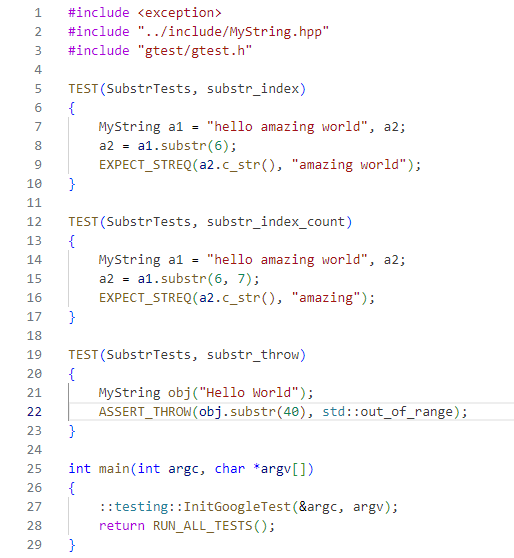 1 #include <exception>
2 #include "../include/MyString.hpp"
3 #include "gtest/gtest.h"
4
5 TEST(SubstrTests, substr_index)
6 {
7     MyString a1 = "hello amazing world", a2;
8     a2 = a1.substr(6);
9     EXPECT_STREQ(a2.c_str(), "amazing world");
10 }
11
12 TEST(SubstrTests, substr_index_count)
13 {
14     MyString a1 = "hello amazing world", a2;
15     a2 = a1.substr(6, 7);
16     EXPECT_STREQ(a2.c_str(), "amazing");
17 }
18
19 TEST(SubstrTests, substr_throw)
20 {
21     MyString obj("Hello World");
22     ASSERT_THROW(obj.substr(40), std::out_of_range);
23 }
24
25 int main(int argc, char *argv[])
26 {
27     ::testing::InitGoogleTest(&argc, argv);
28     return RUN_ALL_TESTS();
29 }